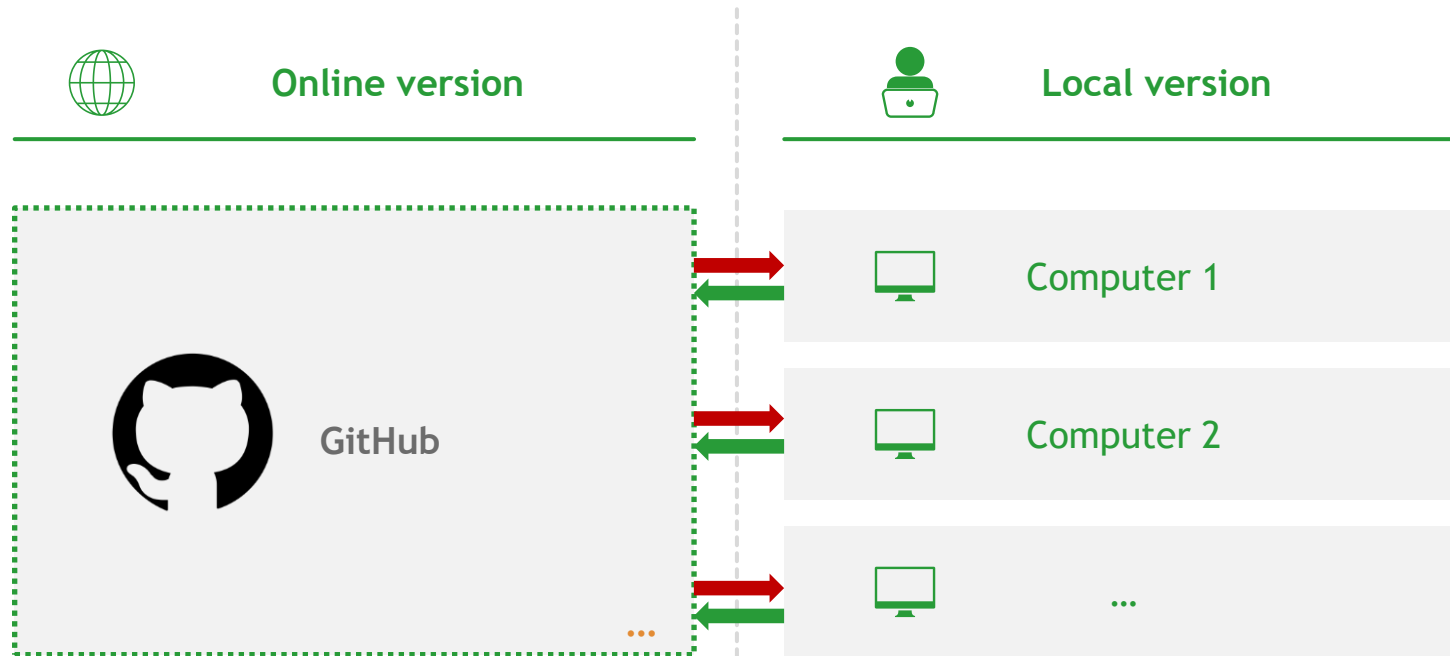 Online version
Local version
GitHub
...
Computer 1
Computer 2
...